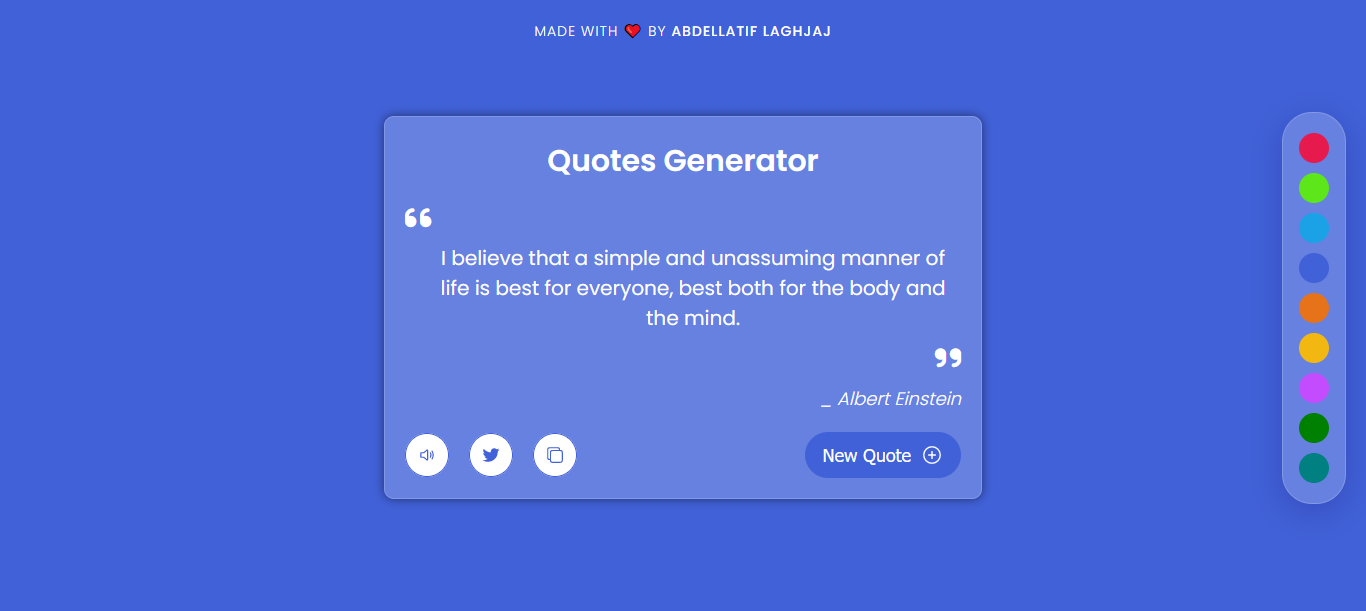 MADE WITH ❤ BY ABDELLATIF LAGHJAJ
Quotes Generator
“
I believe that a simple and unassuming manner of
life is best for everyone, best both for the body and
the mind.
”
_ Albert Einstein
New Quote